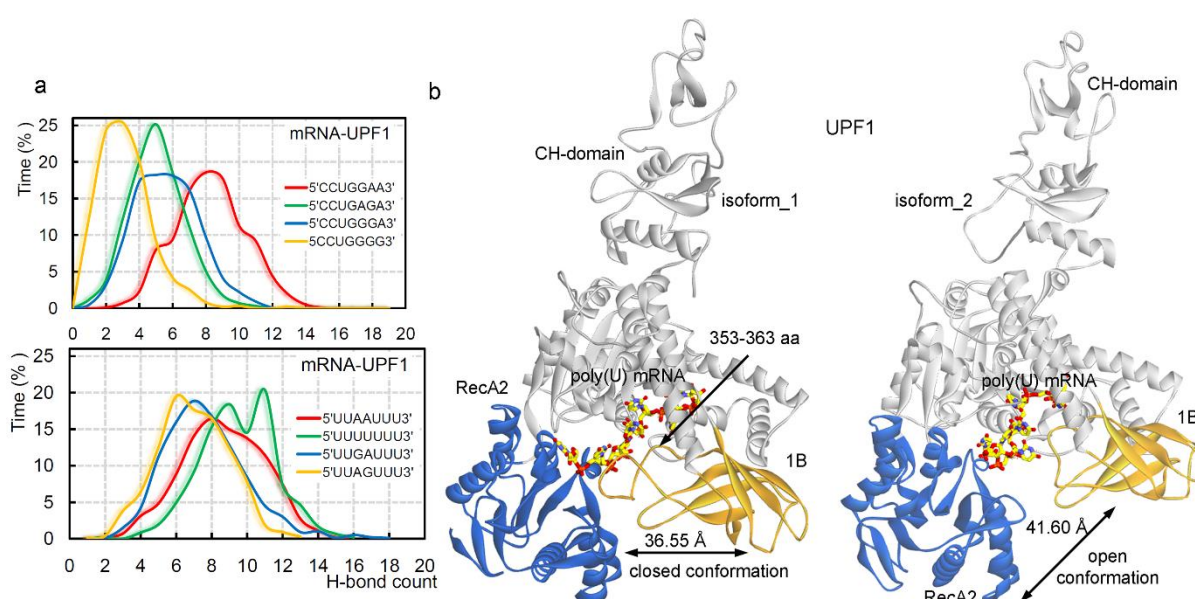 a
mRNA-UPF1
Time (% )
25
20
15
10
5
0
5'CCUGGAA3'
5'CCUGAGA3'
5'CCUGGGA3'
5CCUGGGG3'
0 2 4 6 8 10 12 14 16 18 20
mRNA-UPF1
Time (% )
25
20
15
10
5
0
5'UUAAUUU3'
5'UUUUUUU3'
5'UUGAUUU3'
5'UUAGUUU3'
0 2 4 6 8 10 12 14 16 18 20
H-bond count
b
CH-domain
isoform_1
353-363 aa
poly(U) mRNA
RecA2
1B
36.55 Å
closed conformation
UPF1
CH-domain
isoform_2
poly(U) mRNA
1B
41.60 Å
open
conformation
RecA2